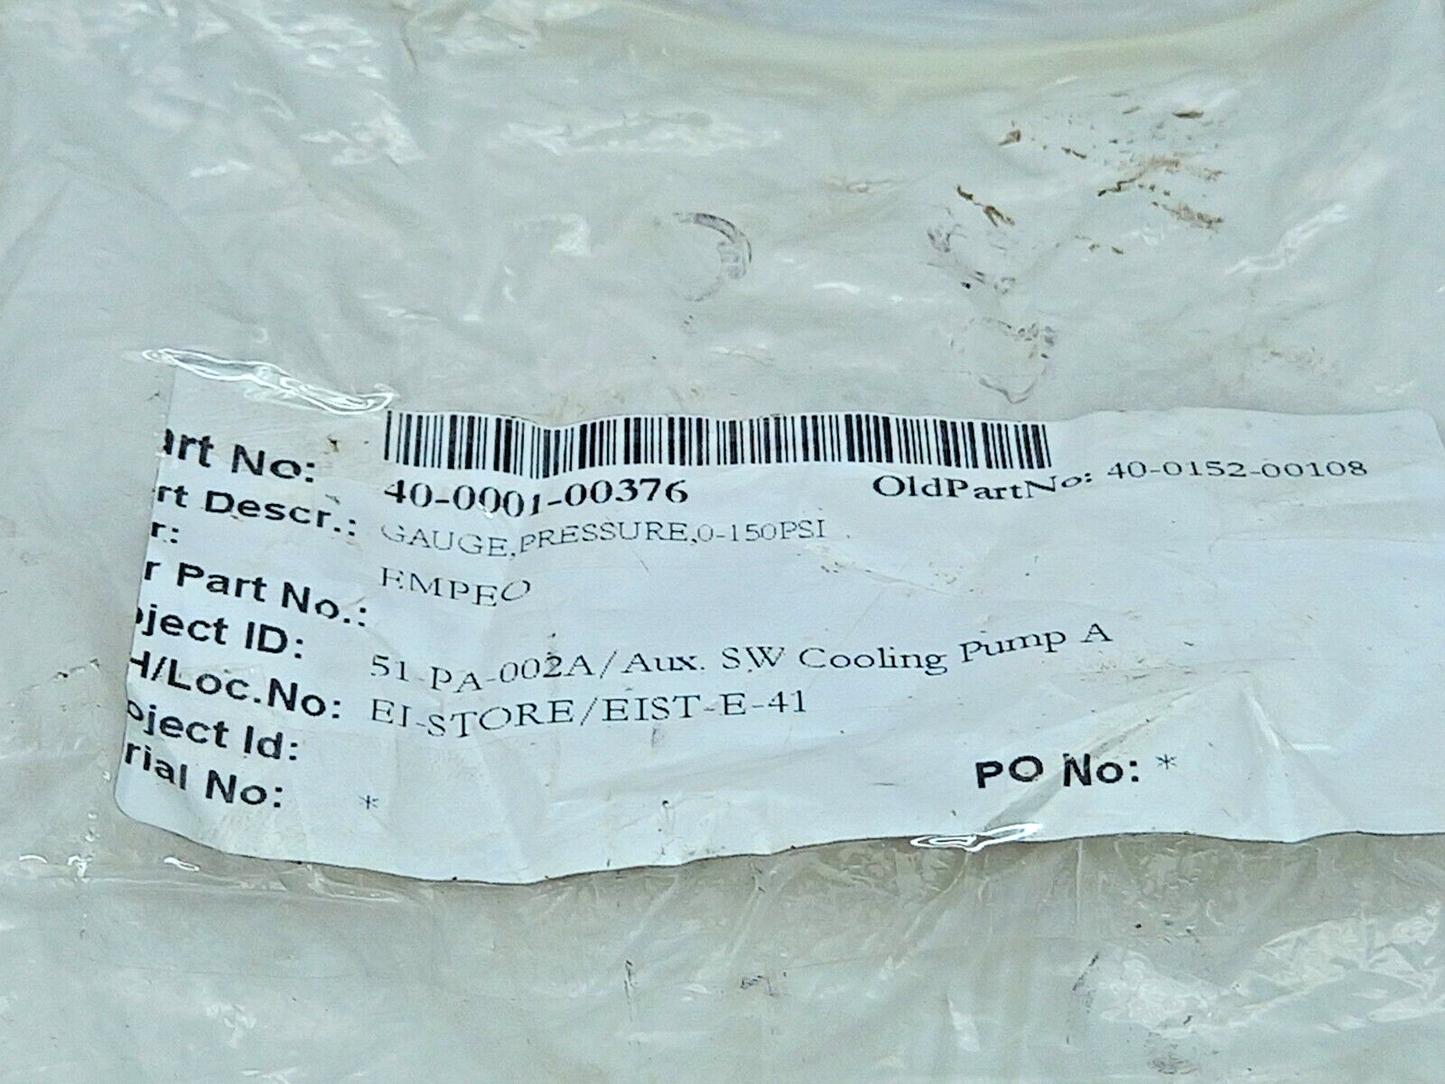 art No:
40-0001-00376 OldPartNo: 40-0152-00108
rt Descr.: GAUGE,PRESSURE,0-150PSI
r: EMPEO
r Part No.:
oject ID: 51-PA-002A/Aux. SW Cooling Pump A
H/Loc.No: EI-STORE/EIST-E-41
oject Id:
rial No: * PO No: *